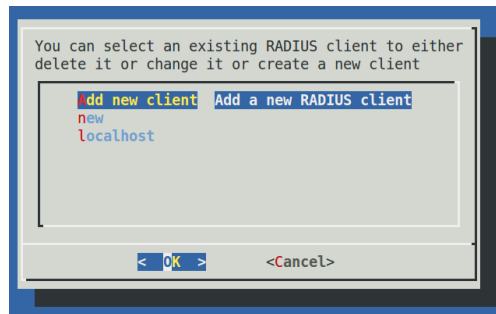 You can select an existing RADIUS client to either
delete it or change it or create a new client
Add new client  Add a new RADIUS client
new
localhost
<  OK  >  <Cancel>